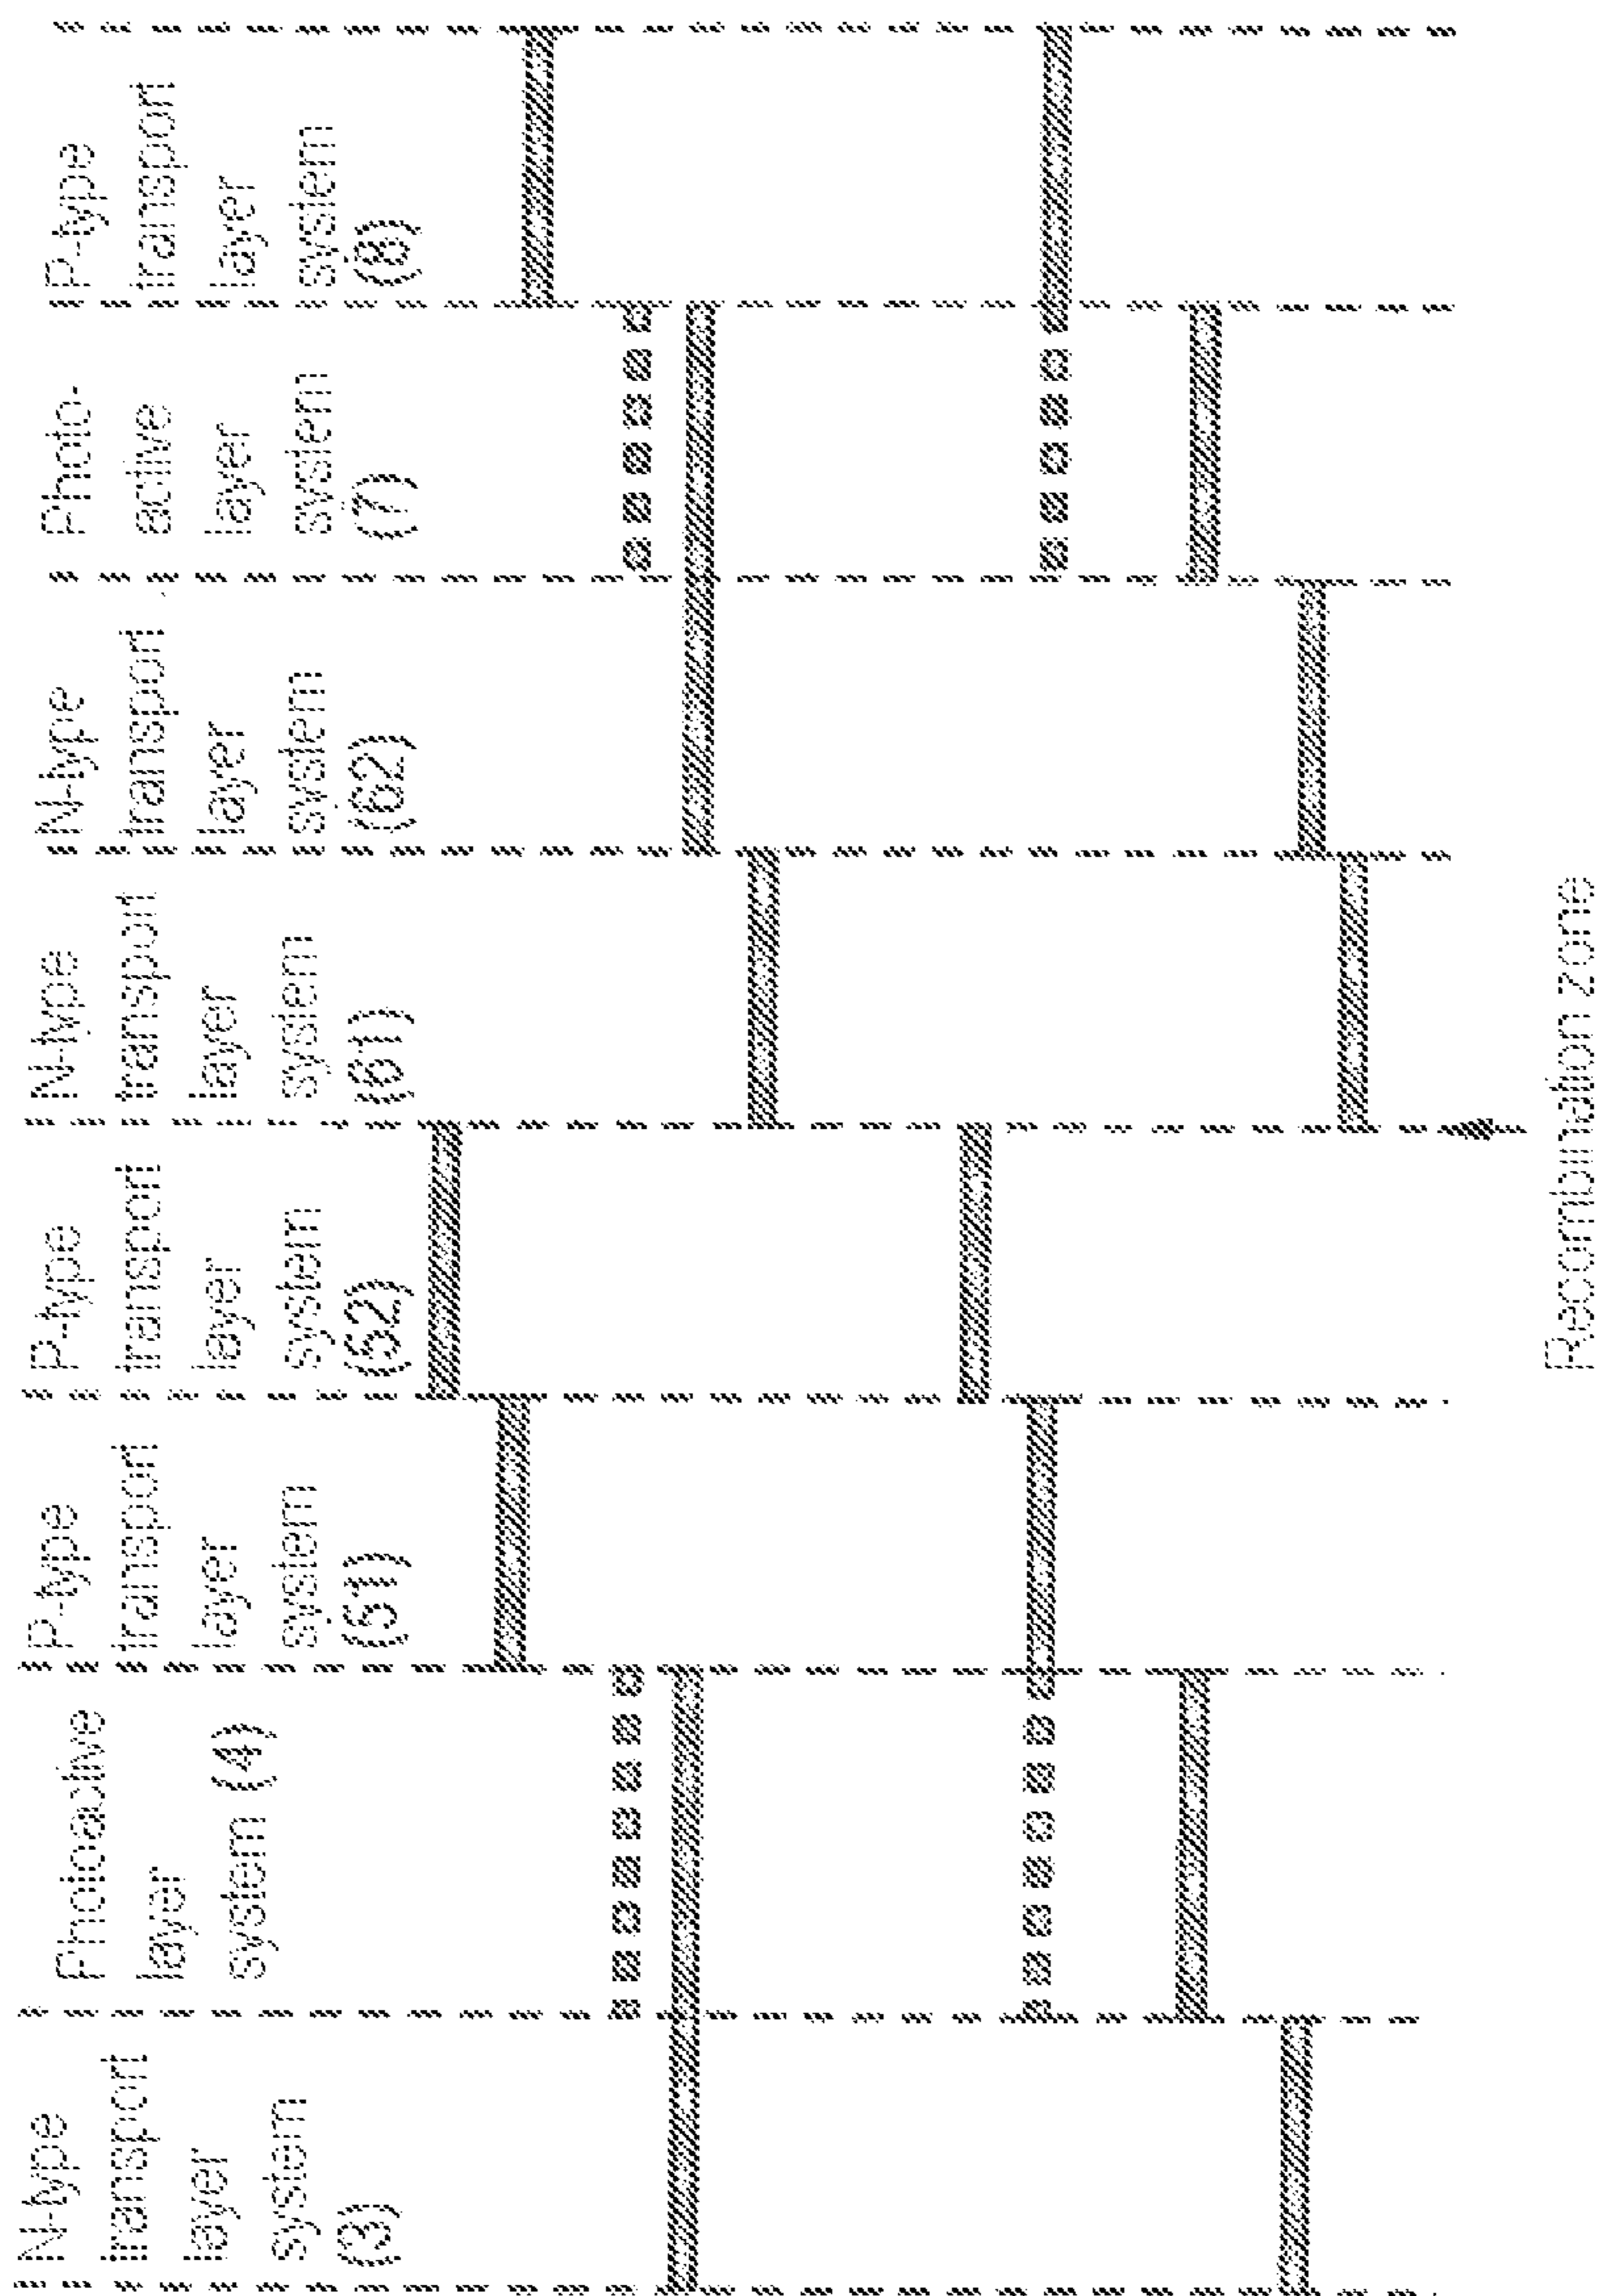 N-type
transport
layer
system
(3)
Photoactive
layer
system (4)
P-type
transport
layer
system
(51)
P-type
transport
layer
system
(52)
N-type
transport
layer
system
(61)
N-type
transport
layer
system
(62)
Photo-
active
layer
system
(7)
P-type
transport
layer
system
(8)
Recombination zone